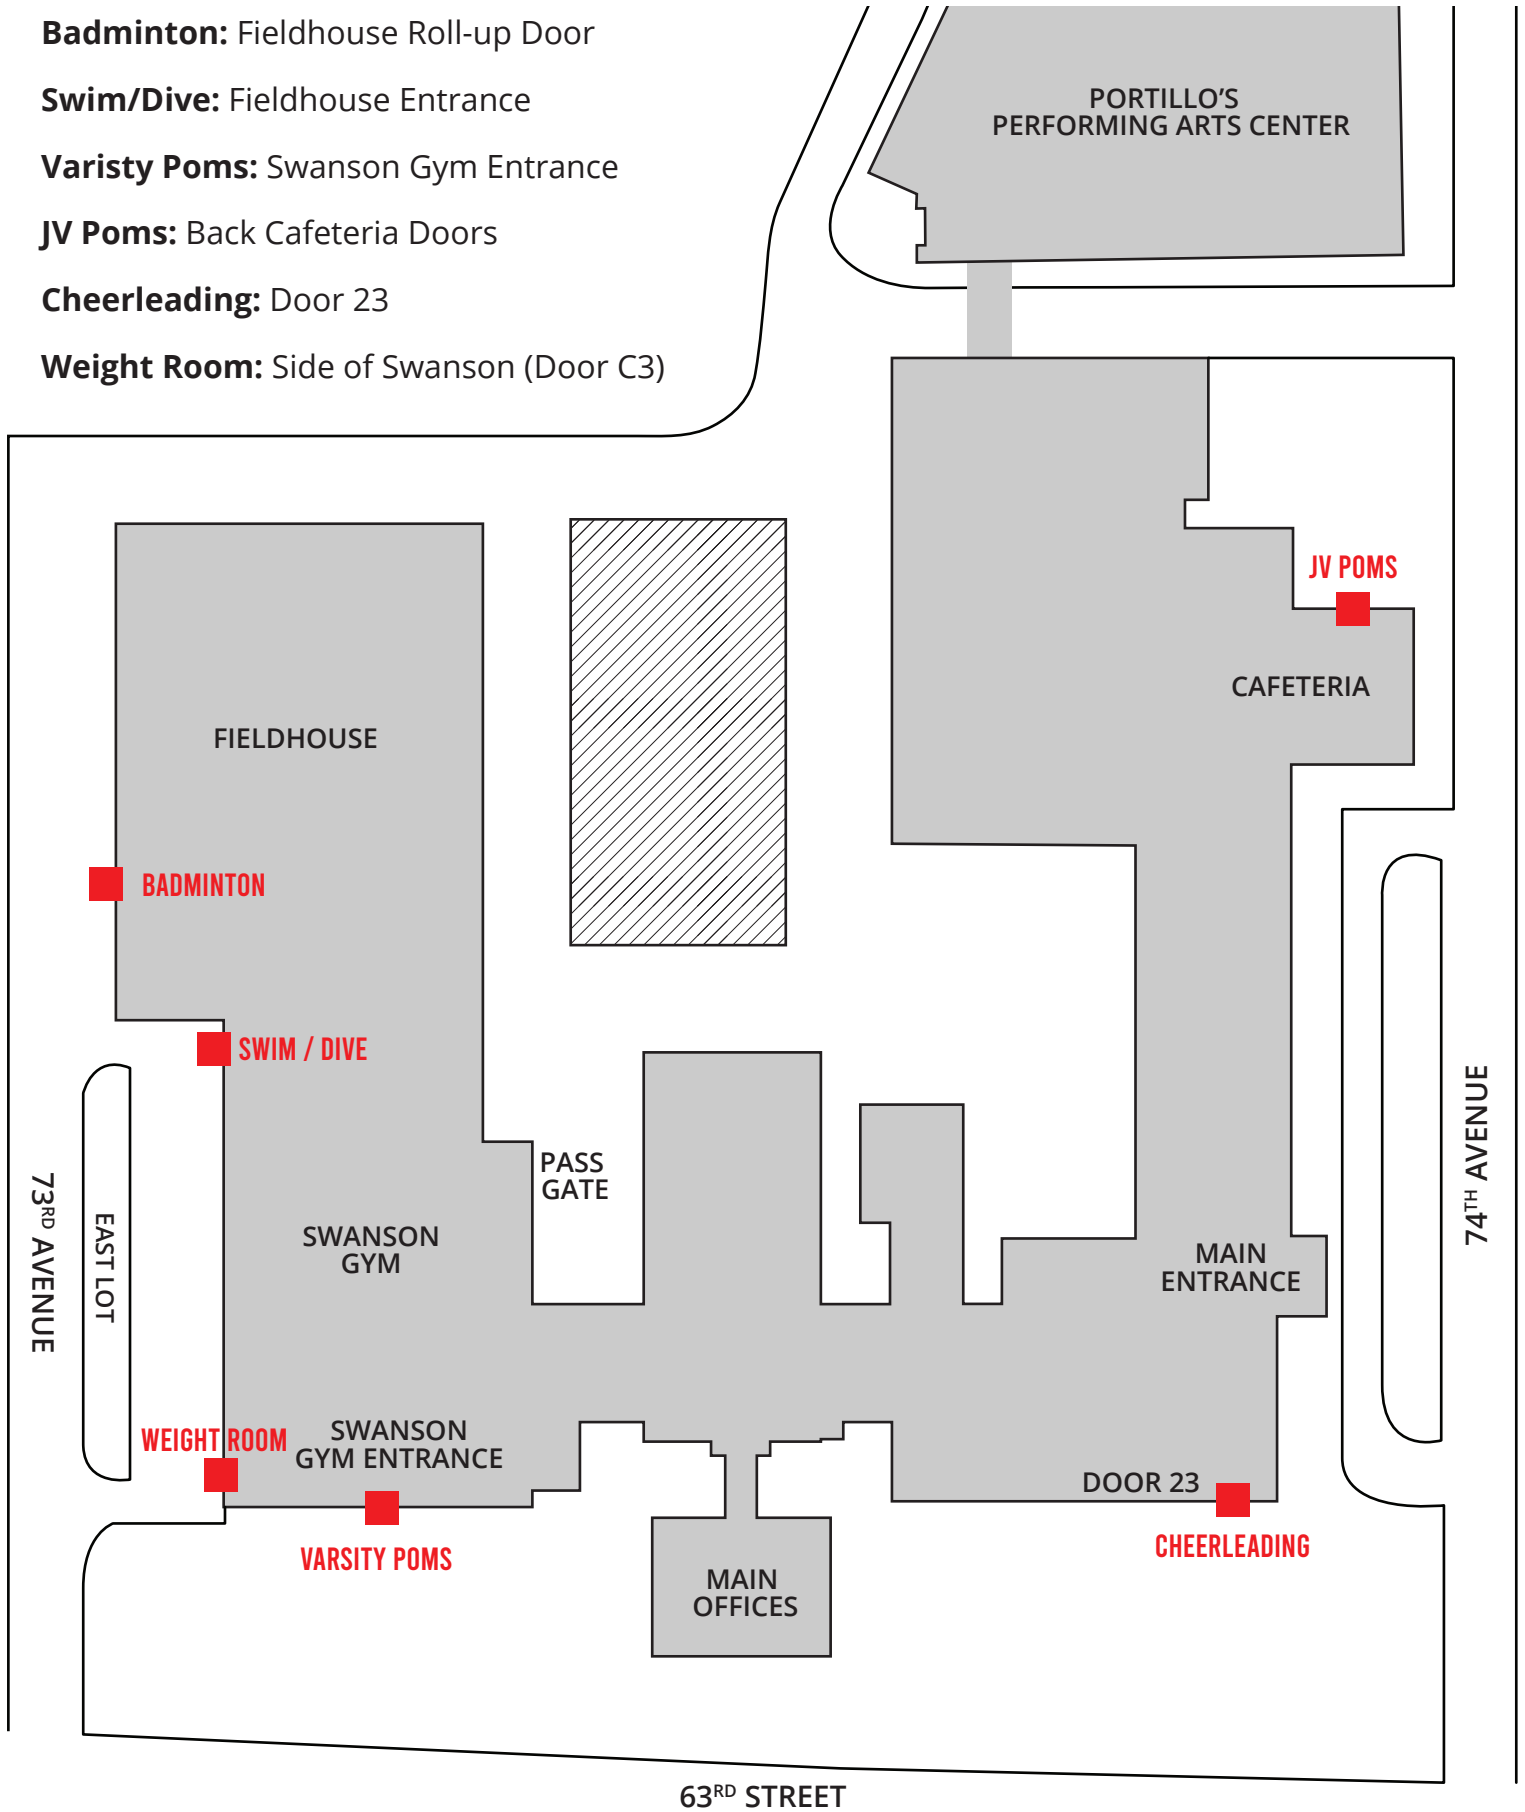 Badminton: Fieldhouse Roll-up Door
Swim/Dive: Fieldhouse Entrance
Varisty Poms: Swanson Gym Entrance
JV Poms: Back Cafeteria Doors
Cheerleading: Door 23
Weight Room: Side of Swanson (Door C3)
PORTILLO'S
PERFORMING ARTS CENTER
JV POMS
CAFETERIA
FIELDHOUSE
BADMINTON
SWIM / DIVE
PASS
GATE
SWANSON
GYM
EAST LOT
73RD AVENUE
74TH AVENUE
MAIN
ENTRANCE
WEIGHT ROOM
SWANSON
GYM ENTRANCE
VARSITY POMS
DOOR 23
CHEERLEADING
MAIN
OFFICES
63RD STREET